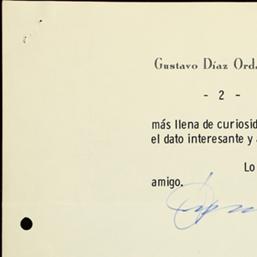 Gustavo Díaz Ord
- 2 -
más llena de curiosid
el dato interesante y
Lo
amigo.